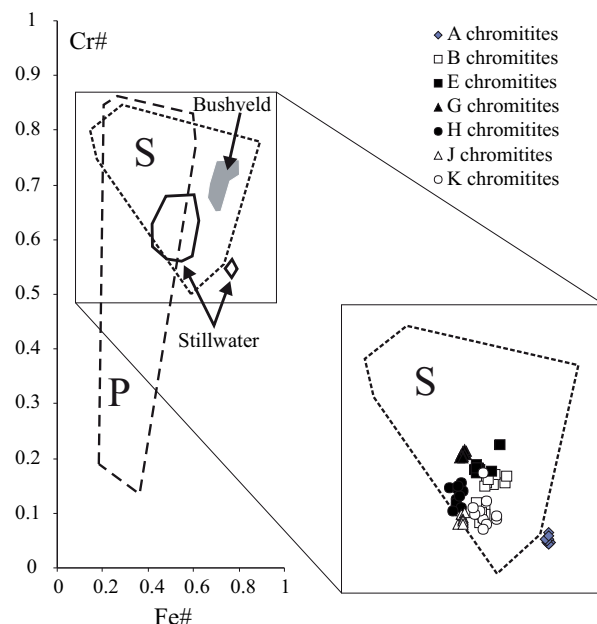 1
Cr#
0.9
0.8
0.7
0.6
0.5
0.4
0.3
0.2
0.1
0
0 0.2 0.4 0.6 0.8 1
Fe#
Bushveld
S
Stillwater
P
A chromitites
B chromitites
E chromitites
G chromitites
H chromitites
J chromitites
K chromitites
S